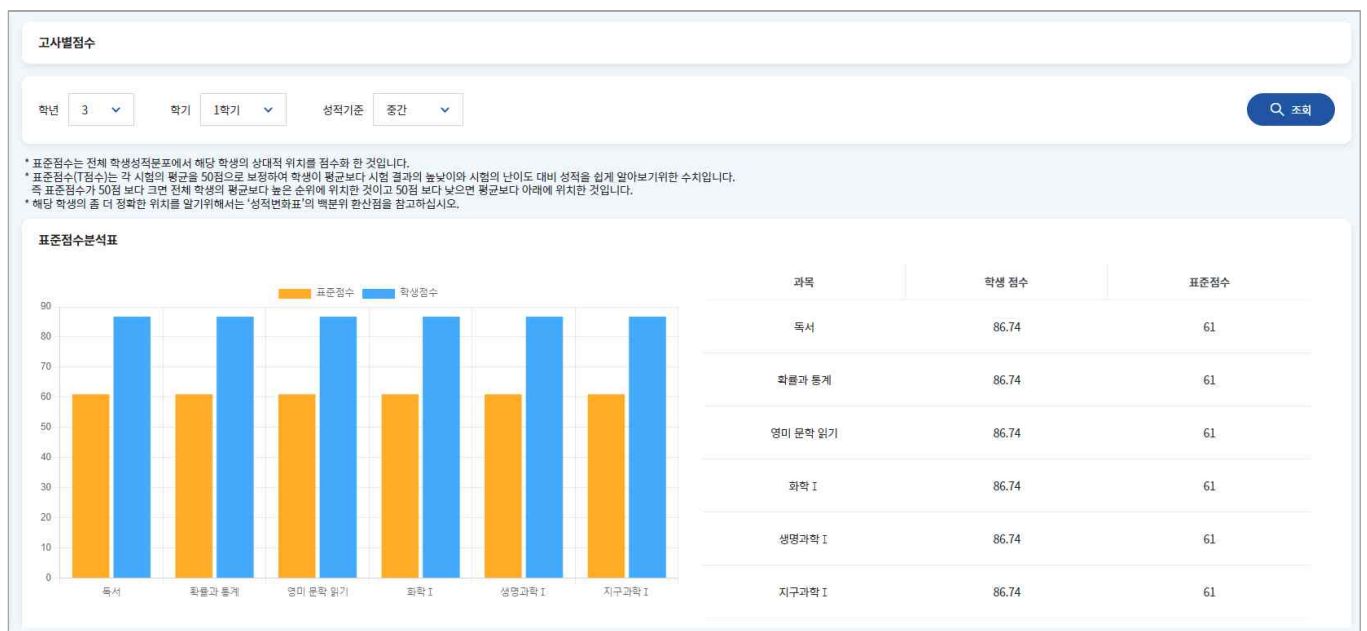 고사별점수
학년 3 학기 1학기 성적기준 중간 조회
* 표준점수는 전체 학생성적분포에서 해당 학생의 상대적 위치를 점수화 한 것입니다.
* 표준점수(T점수)는 각 시험의 평균을 50점으로 보정하여 학생이 평균보다 시험 결과의 높낮이와 시험의 난이도 대비 성적을 쉽게 알아보기위한 수치입니다.
즉 표준점수가 50점 보다 크면 전체 학생의 평균보다 높은 순위에 위치한 것이고 50점 보다 낮으면 평균보다 아래에 위치한 것입니다.
* 해당 학생의 좀 더 정확한 위치를 알기위해서는 ‘성적변화표’의 백분위 환산점을 참고하십시오.
표준점수분석표
표준점수 학생점수
90
80
70
60
50
40
30
20
10
0
독서 확률과 통계 영미 문학 읽기 화학 I 생명과학 I 지구과학 I
과목 학생 점수 표준점수
독서 86.74 61
확률과 통계 86.74 61
영미 문학 읽기 86.74 61
화학 I 86.74 61
생명과학 I 86.74 61
지구과학 I 86.74 61